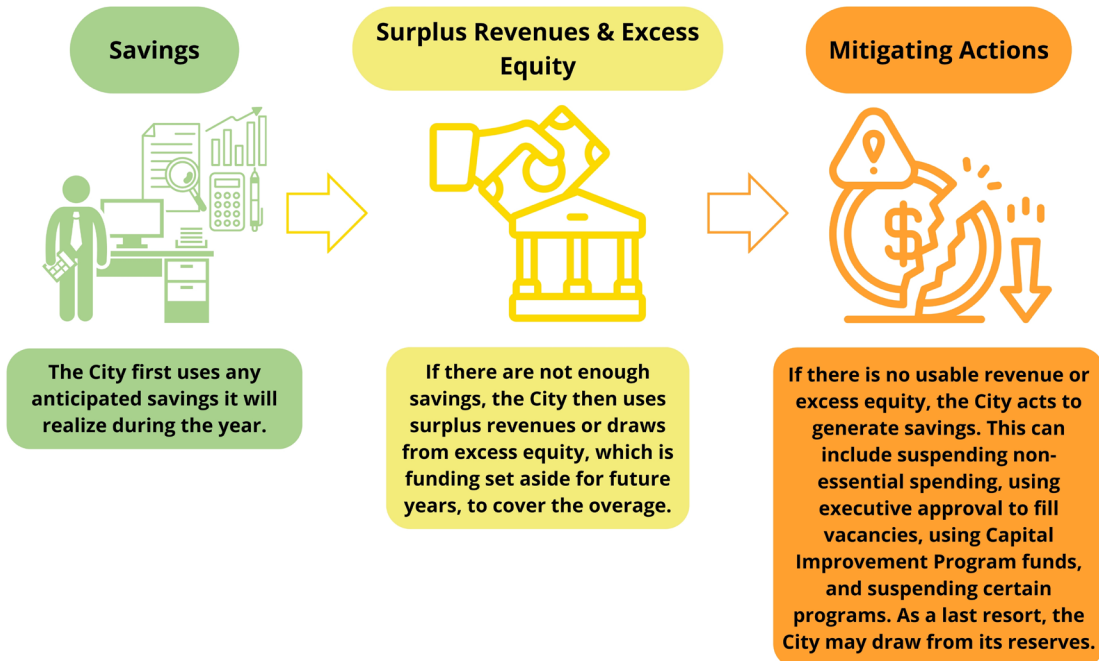 Savings
Surplus Revenues & Excess
Equity
Mitigating Actions
The City first uses any
anticipated savings it will
realize during the year.
If there are not enough
savings, the City then uses
surplus revenues or draws
from excess equity, which is
funding set aside for future
years, to cover the overage.
If there is no usable revenue or
excess equity, the City acts to
generate savings. This can
include suspending non-
essential spending, using
executive approval to fill
vacancies, using Capital
Improvement Program funds,
and suspending certain
programs. As a last resort, the
City may draw from its reserves.